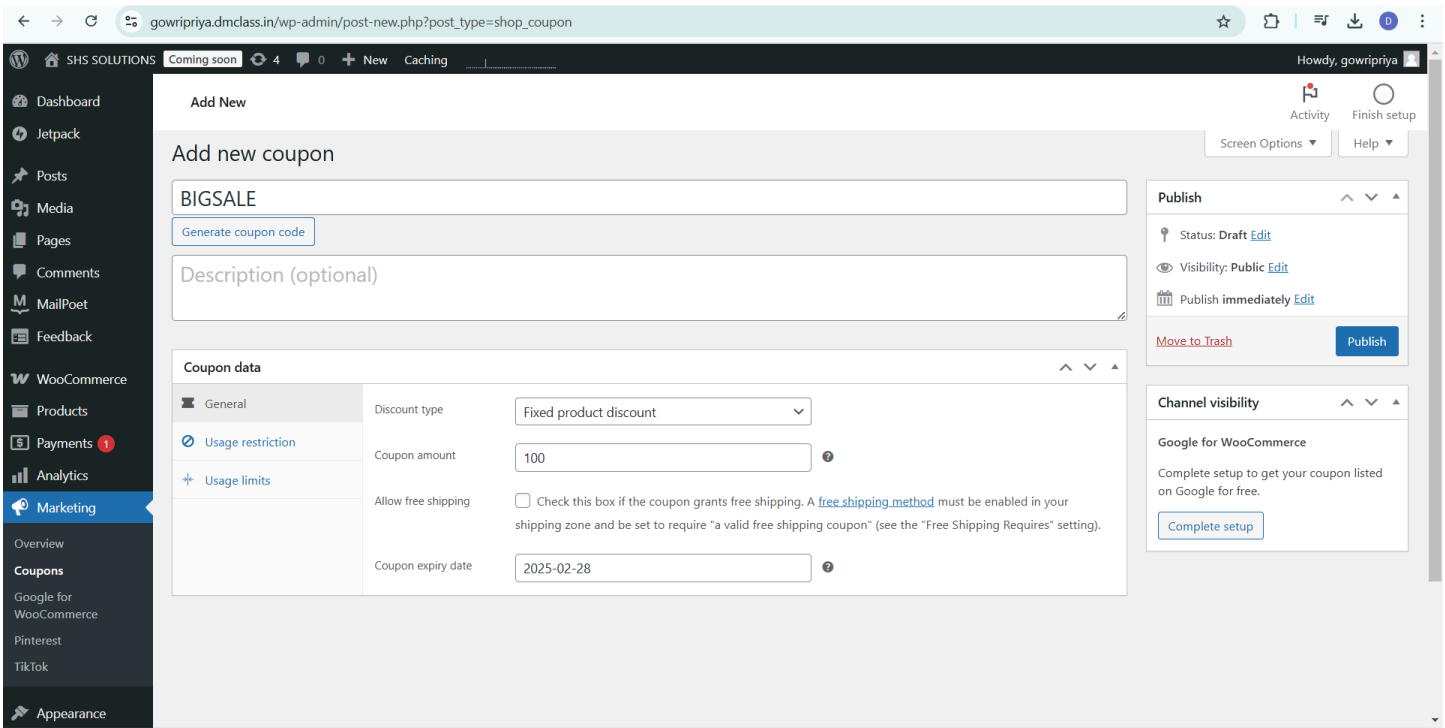 gowripriya.dmclass.in/wp-admin/post-new.php?post_type=shop_coupon
D
SHS SOLUTIONS Coming soon 4 0 New Caching
Howdy, gowripriya
Dashboard
Jetpack
Posts
Media
Pages
Comments
MailPoet
Feedback
WooCommerce
Products
Payments 1
Analytics
Marketing
Overview
Coupons
Google for
WooCommerce
Pinterest
TikTok
Appearance
Add New
Activity
Finish setup
Screen Options
Help
Add new coupon
BIGSALE
Generate coupon code
Description (optional)
Coupon data
General
Usage restriction
Usage limits
Discount type
Fixed product discount
Coupon amount
100
Allow free shipping
Check this box if the coupon grants free shipping. A free shipping method must be enabled in your
shipping zone and be set to require "a valid free shipping coupon" (see the "Free Shipping Requires" setting).
Coupon expiry date
2025-02-28
Publish
Status: Draft Edit
Visibility: Public Edit
Publish immediately Edit
Move to Trash
Publish
Channel visibility
Google for WooCommerce
Complete setup to get your coupon listed
on Google for free.
Complete setup